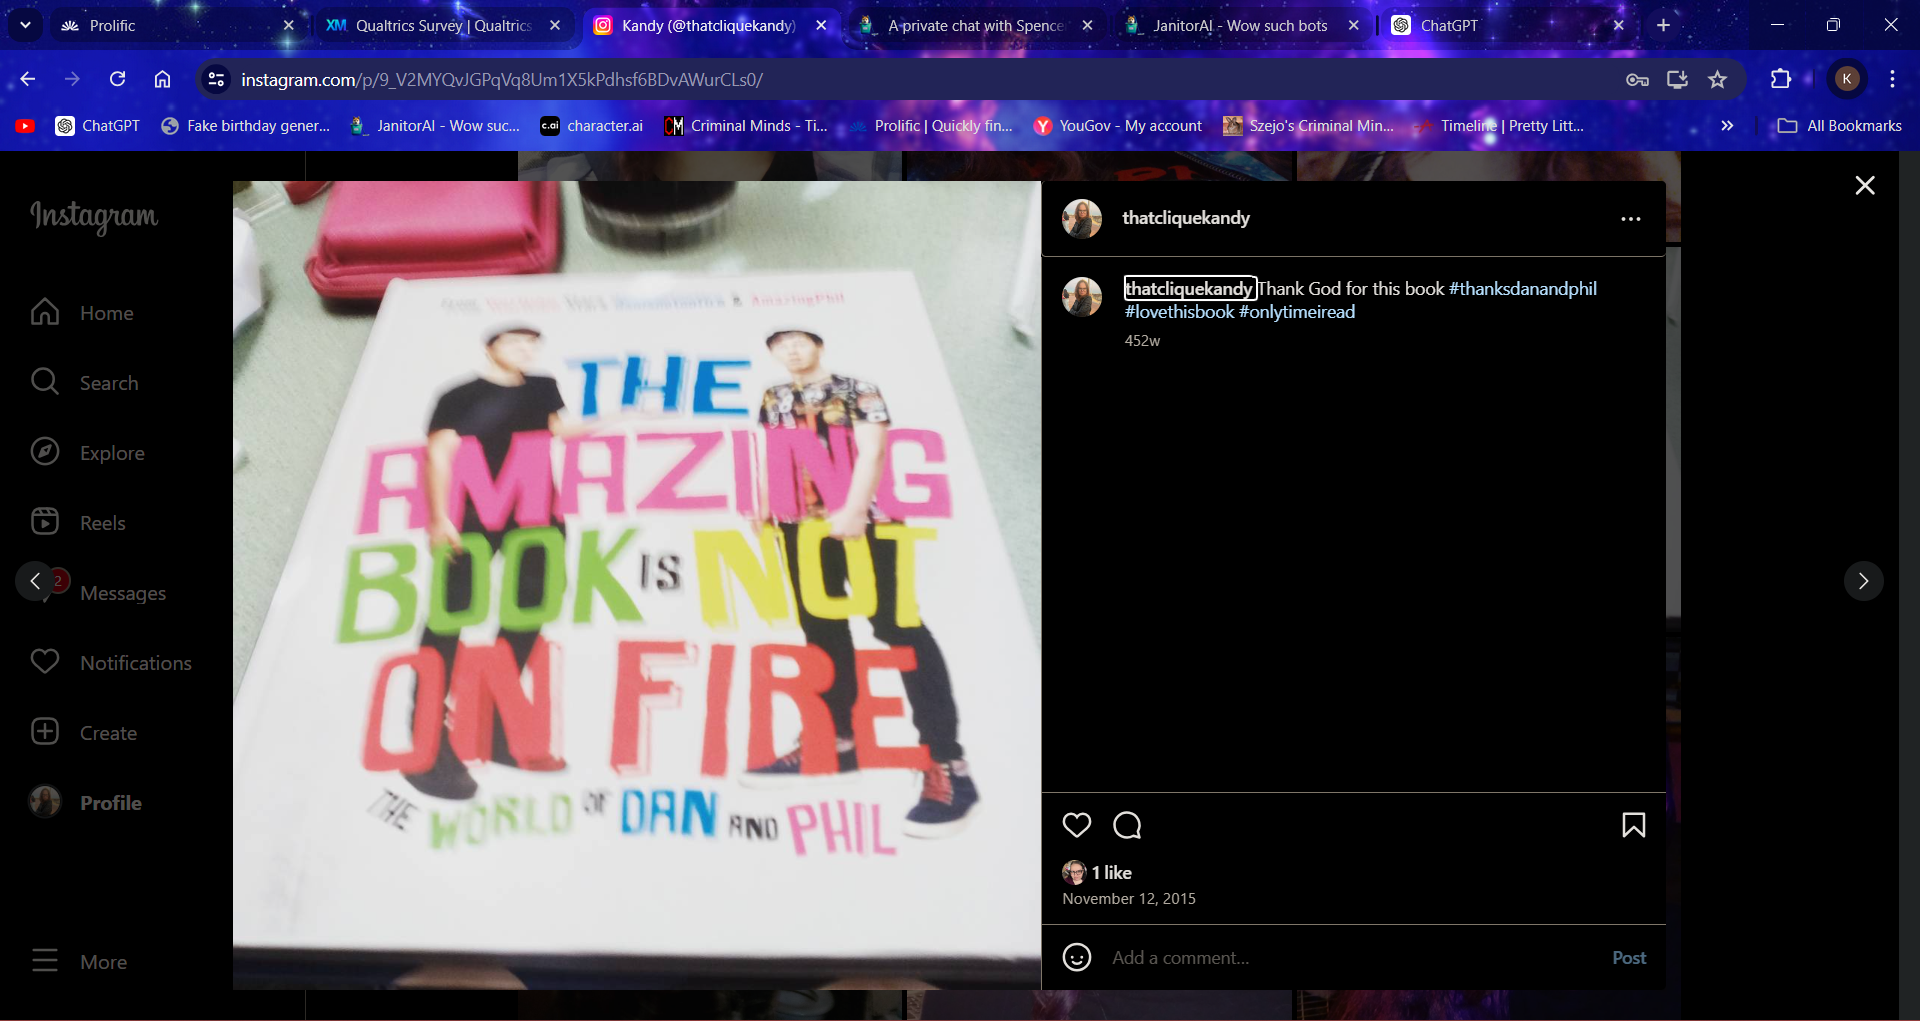 Prolific
Qualtrics Survey | Qualtrics
Kandy (@thatcliquekandy)
A private chat with Spencer
JanitorAI - Wow such bots
ChatGPT
instagram.com/p/9_V2MYQvJGPqVq8Um1X5kPdhsf6BDvAWurCLs0/
K
ChatGPT
Fake birthday gener...
JanitorAI - Wow suc...
c.ai
character.ai
CM
Criminal Minds - Ti...
Prolific | Quickly fin...
YouGov - My account
Szejo's Criminal Min...
Timeline | Pretty Litt...
All Bookmarks
Instagram
Home
Search
Explore
Reels
2
Messages
Notifications
Create
Profile
More
& AmazingPhil
THE
AMAZING
BOOK IS NOT
ON FIRE
THE WORLD OF DAN AND PHIL
thatcliquekandy
thatcliquekandy Thank God for this book #thanksdanandphil
#lovethisbook #onlytimeiread
452w
1 like
November 12, 2015
Add a comment...
Post